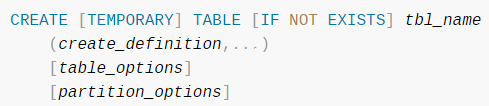 CREATE [TEMPORARY] TABLE [IF NOT EXISTS] tbl_name
(create_definition,...)
[table_options]
[partition_options]